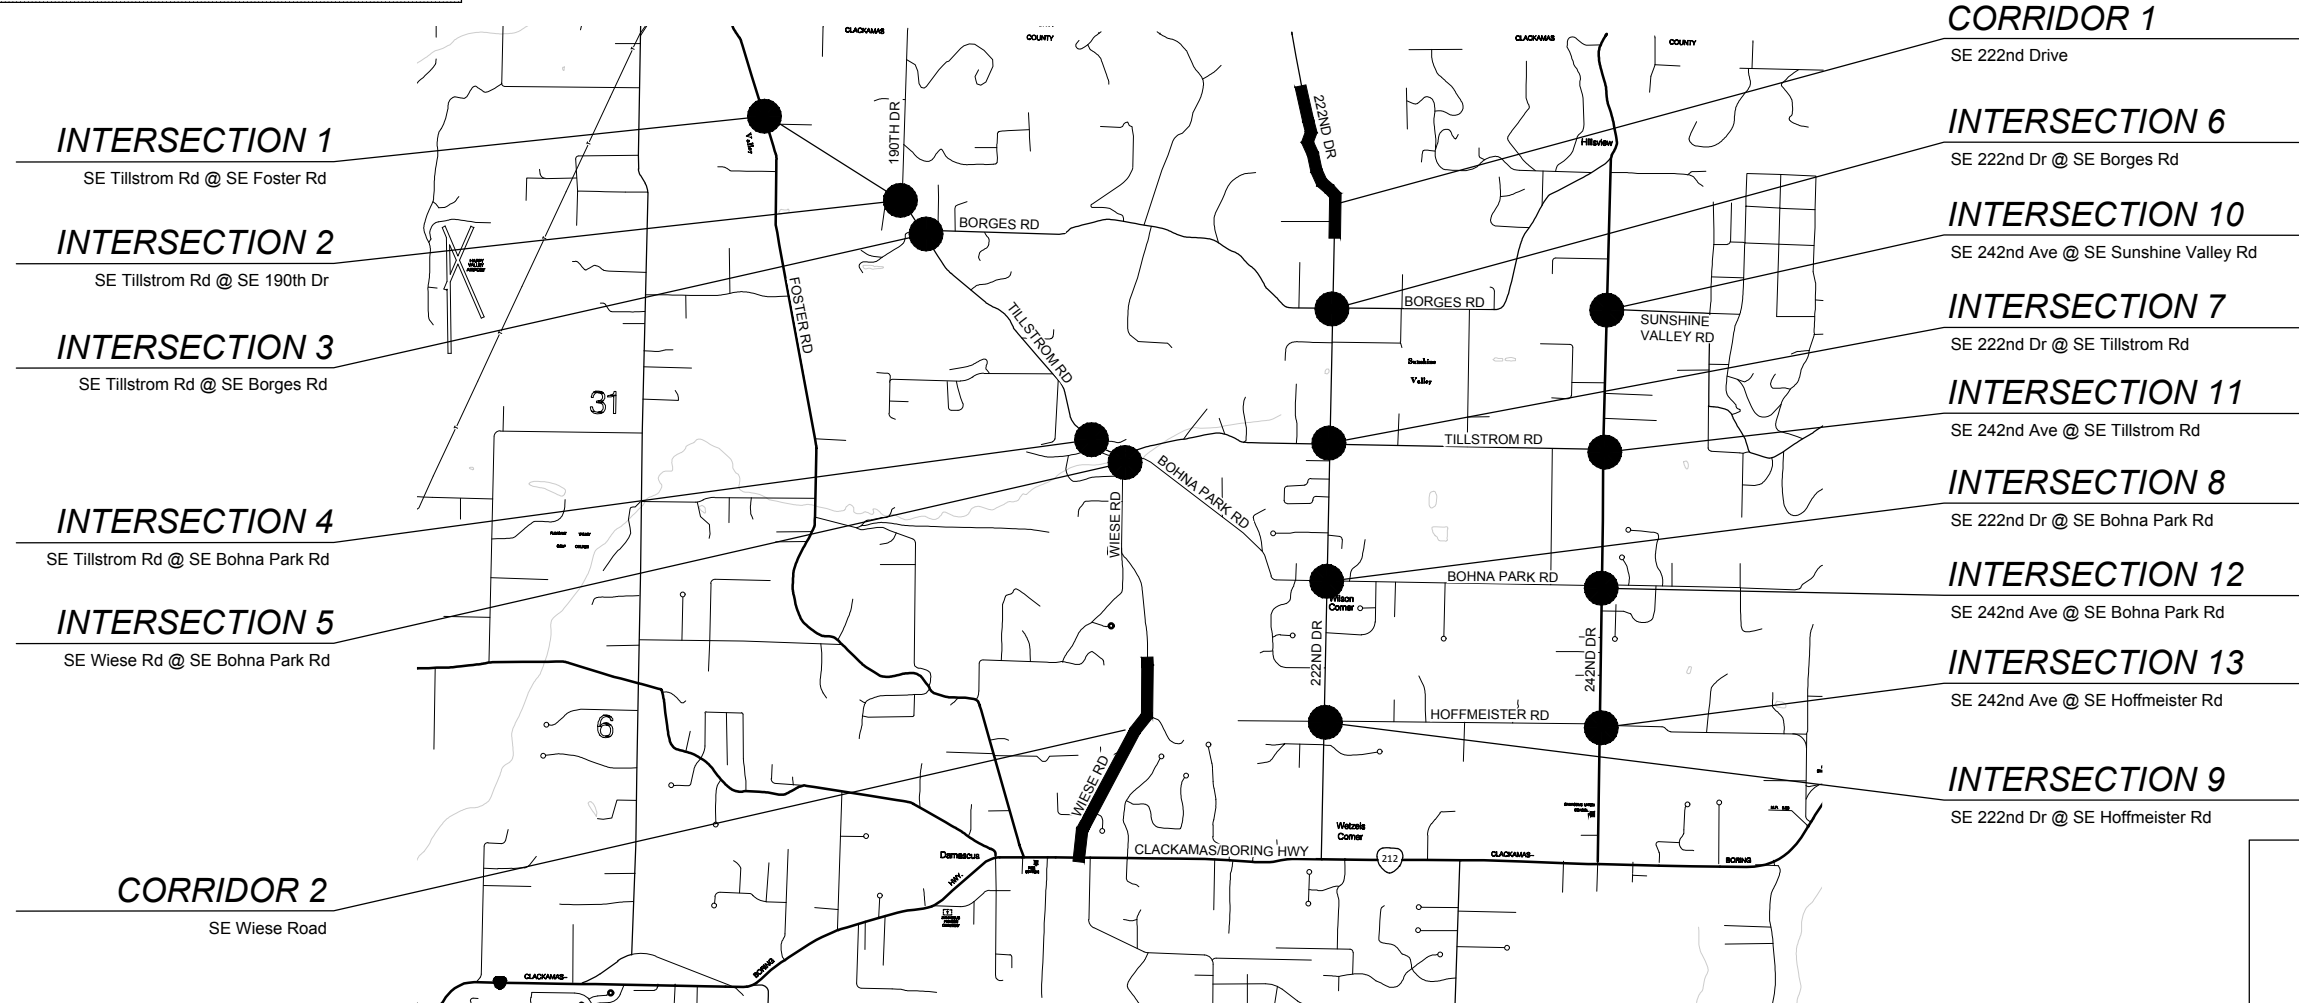 INTERSECTION 1
SE Tillstrom Rd @ SE Foster Rd
INTERSECTION 2
SE Tillstrom Rd @ SE 190th Dr
INTERSECTION 3
SE Tillstrom Rd @ SE Borges Rd
INTERSECTION 4
SE Tillstrom Rd @ SE Bohna Park Rd
INTERSECTION 5
SE Wiese Rd @ SE Bohna Park Rd
CORRIDOR 2
SE Wiese Road
CLACKAMAS
COUNTY
CLACKAMAS
COUNTY
Valley
190TH DR
222ND DR
Hillsview
BORGES RD
FOSTER RD
TILLSTROM RD
BORGES RD
SUNSHINE
VALLEY RD
Sunshine
Valley
31
TILLSTROM RD
BOHNA PARK RD
WIESE RD
BOHNA PARK RD
Wilson
Corner
222ND DR
242ND DR
6
HOFFMEISTER RD
WIESE RD
Wetzels
Corner
Damascus
CLACKAMAS/BORING HWY
212
CLACKAMAS-
BORING
HWY.
CLACKAMAS-
BORING
CORRIDOR 1
SE 222nd Drive
INTERSECTION 6
SE 222nd Dr @ SE Borges Rd
INTERSECTION 10
SE 242nd Ave @ SE Sunshine Valley Rd
INTERSECTION 7
SE 222nd Dr @ SE Tillstrom Rd
INTERSECTION 11
SE 242nd Ave @ SE Tillstrom Rd
INTERSECTION 8
SE 222nd Dr @ SE Bohna Park Rd
INTERSECTION 12
SE 242nd Ave @ SE Bohna Park Rd
INTERSECTION 13
SE 242nd Ave @ SE Hoffmeister Rd
INTERSECTION 9
SE 222nd Dr @ SE Hoffmeister Rd